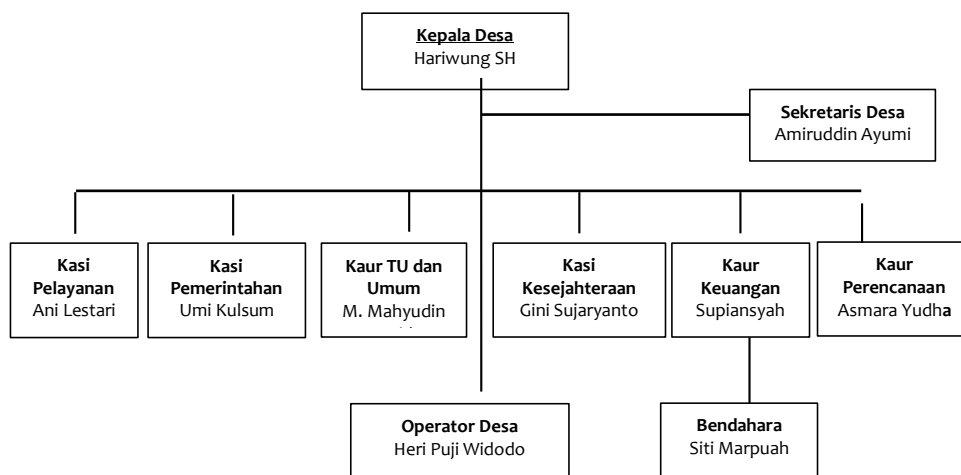 Kepala Desa
Hariwung SH
Sekretaris Desa
Amiruddin Ayumi
Kasi
Pelayanan
Ani Lestari
Kasi
Pemerintahan
Umi Kulsum
Kaur TU dan
Umum
M. Mahyudin
Kasi
Kesejahteraan
Gini Sujaryanto
Kaur
Keuangan
Supiansyah
Kaur
Perencanaan
Asmara Yudha
Operator Desa
Heri Puji Widodo
Bendahara
Siti Marpuah